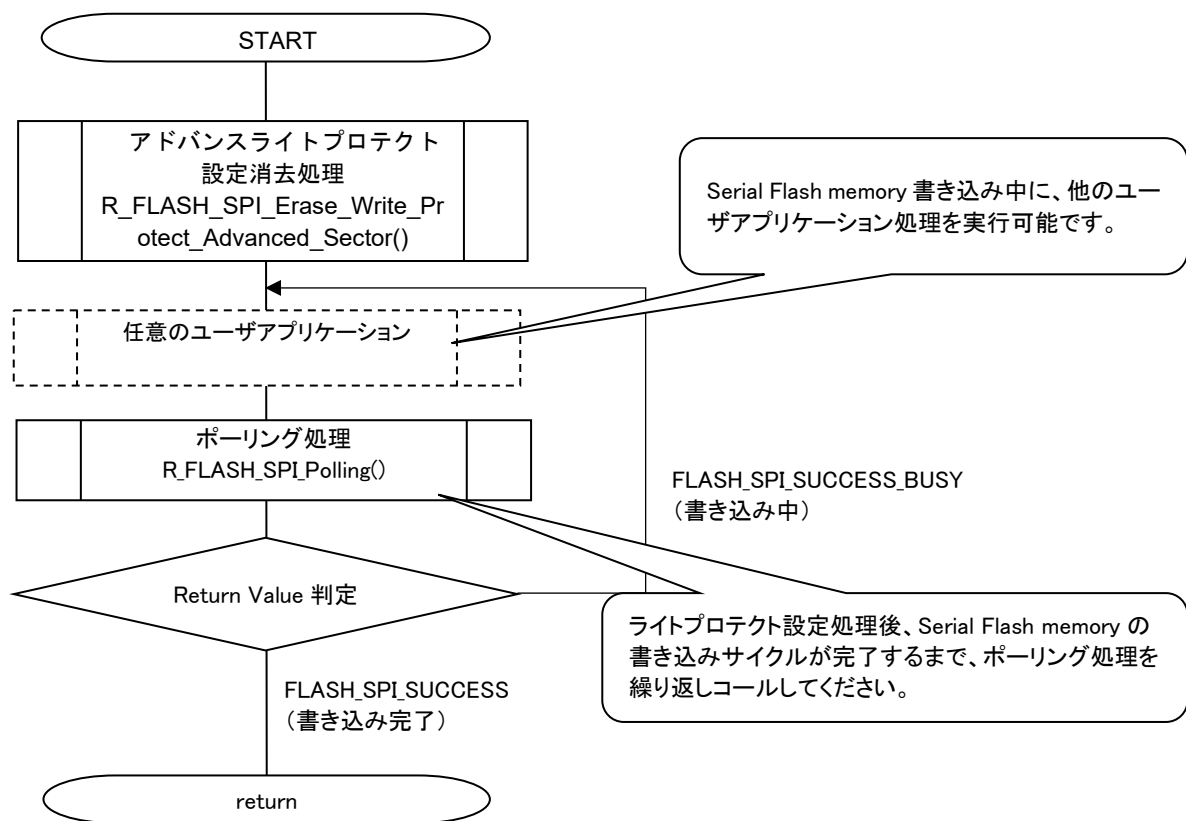 START
アドバンスライトプロテクト
設定消去処理
R_FLASH_SPI_Erase_Write_Pr
otect_Advanced_Sector()
Serial Flash memory 書き込み中に、他のユー
ザアプリケーション処理を実行可能です。
任意のユーザアプリケーション
ポーリング処理
R_FLASH_SPI_Polling()
FLASH_SPI_SUCCESS_BUSY
（書き込み中）
Return Value 判定
ライトプロテクト設定処理後、Serial Flash memory の
書き込みサイクルが完了するまで、ポーリング処理を
繰り返しコールしてください。
FLASH_SPI_SUCCESS
（書き込み完了）
return